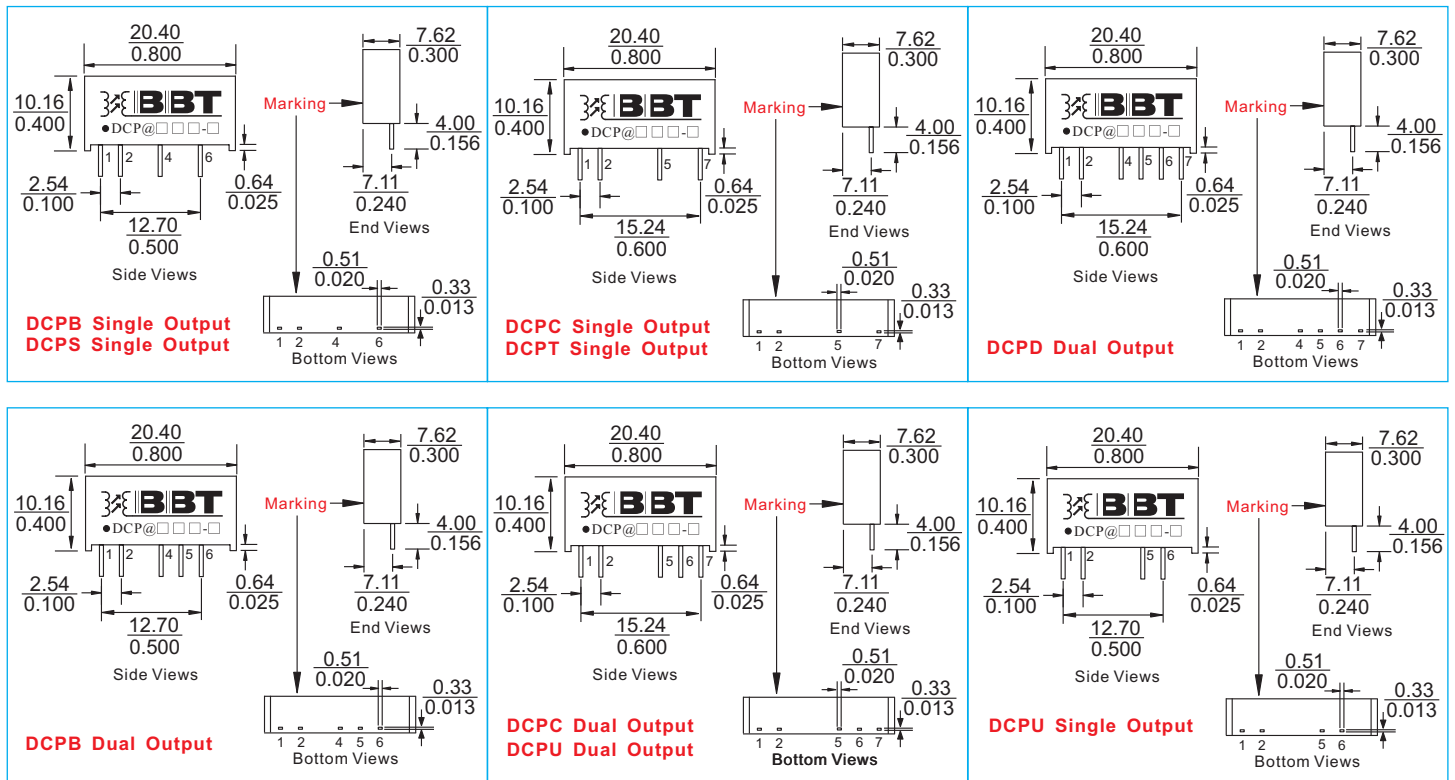 20.40
0.800
7.62
0.300
10.16
0.400
BBT
DCP@□□□-□
Marking
4.00
0.156
1 2 4 6
2.54
0.100
0.64
0.025
7.11
0.240
12.70
0.500
End Views
Side Views
0.51
0.020
0.33
0.013
DCPB Single Output
DCPS Single Output
1 2 4 6
Bottom Views
20.40
0.800
7.62
0.300
10.16
0.400
BBT
DCP@□□□-□
Marking
4.00
0.156
1 2 5 7
2.54
0.100
0.64
0.025
7.11
0.240
15.24
0.600
End Views
Side Views
0.51
0.020
0.33
0.013
DCPC Single Output
DCPT Single Output
1 2 5 7
Bottom Views
20.40
0.800
7.62
0.300
10.16
0.400
BBT
DCP@□□□-□
Marking
4.00
0.156
1 2 4 5 6 7
2.54
0.100
0.64
0.025
7.11
0.240
15.24
0.600
End Views
Side Views
0.51
0.020
0.33
0.013
DCPD Dual Output
1 2 4 5 6 7
Bottom Views
20.40
0.800
7.62
0.300
10.16
0.400
BBT
DCP@□□□-□
Marking
4.00
0.156
1 2 4 5 6
2.54
0.100
0.64
0.025
7.11
0.240
12.70
0.500
End Views
Side Views
0.51
0.020
0.33
0.013
DCPB Dual Output
1 2 4 5 6
Bottom Views
20.40
0.800
7.62
0.300
10.16
0.400
BBT
DCP@□□□-□
Marking
4.00
0.156
1 2 5 6 7
2.54
0.100
0.64
0.025
7.11
0.240
15.24
0.600
End Views
Side Views
0.51
0.020
0.33
0.013
DCPC Dual Output
DCPU Dual Output
1 2 5 6 7
Bottom Views
20.40
0.800
7.62
0.300
10.16
0.400
BBT
DCP@□□□-□
Marking
4.00
0.156
1 2 5 6
2.54
0.100
0.64
0.025
7.11
0.240
12.70
0.500
End Views
Side Views
0.51
0.020
0.33
0.013
DCPU Single Output
1 2 5 6
Bottom Views